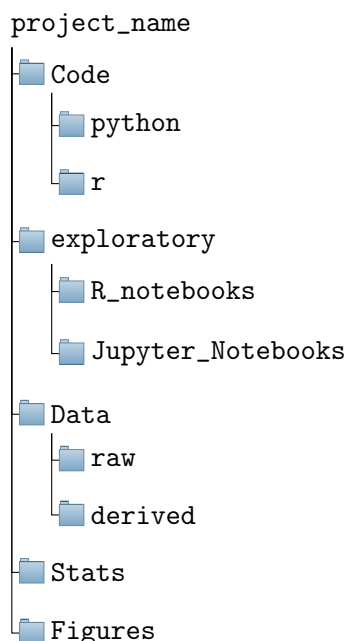 project_name
Code
python
r
exploratory
R_notebooks
Jupyter_Notebooks
Data
raw
derived
Stats
Figures